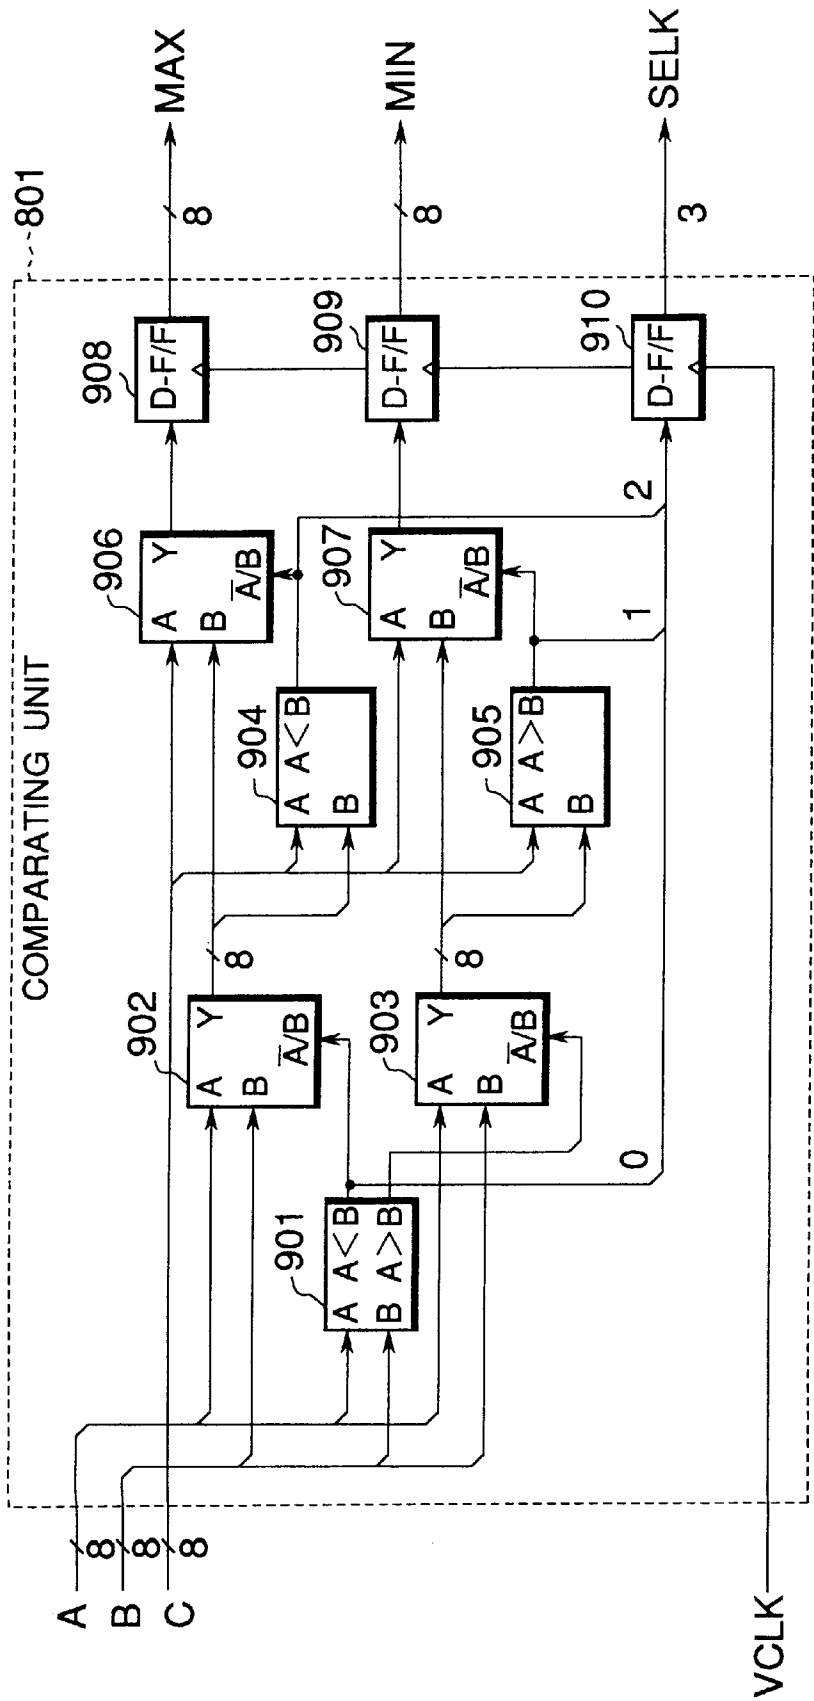 COMPARATING UNIT
801
A
8
B
8
C
8
901
A A<B
B A>B
902
A Y
B
A̅/B
8
903
A Y
B
A̅/B
8
904
A A<B
B
905
A A>B
B
906
A Y
B
A̅/B
907
A Y
B
A̅/B
0
1
2
908
D-F/F
909
D-F/F
910
D-F/F
8
MAX
8
MIN
3
SELK
VCLK